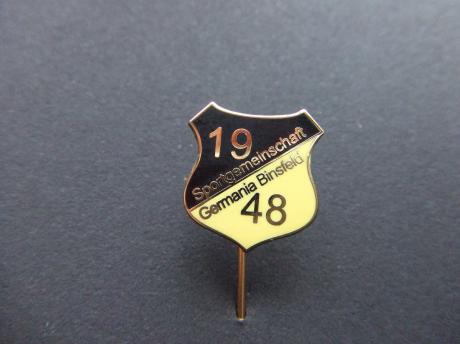 19
Sportgemeinschaft
Germania Binsfeld
48